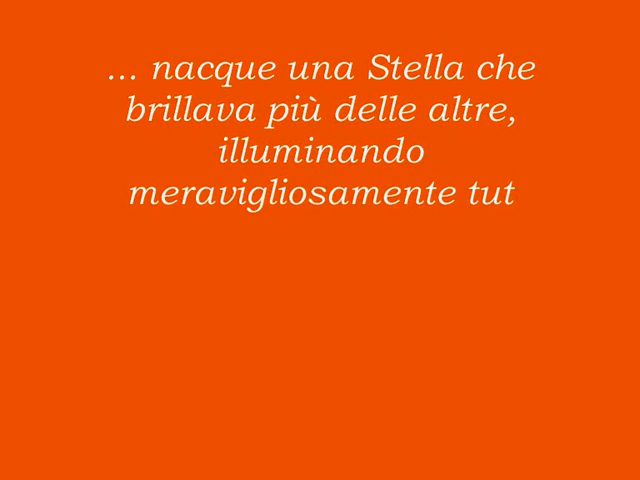 ... nacque una Stella che
brillava più delle altre,
illuminando
meravigliosamente tut